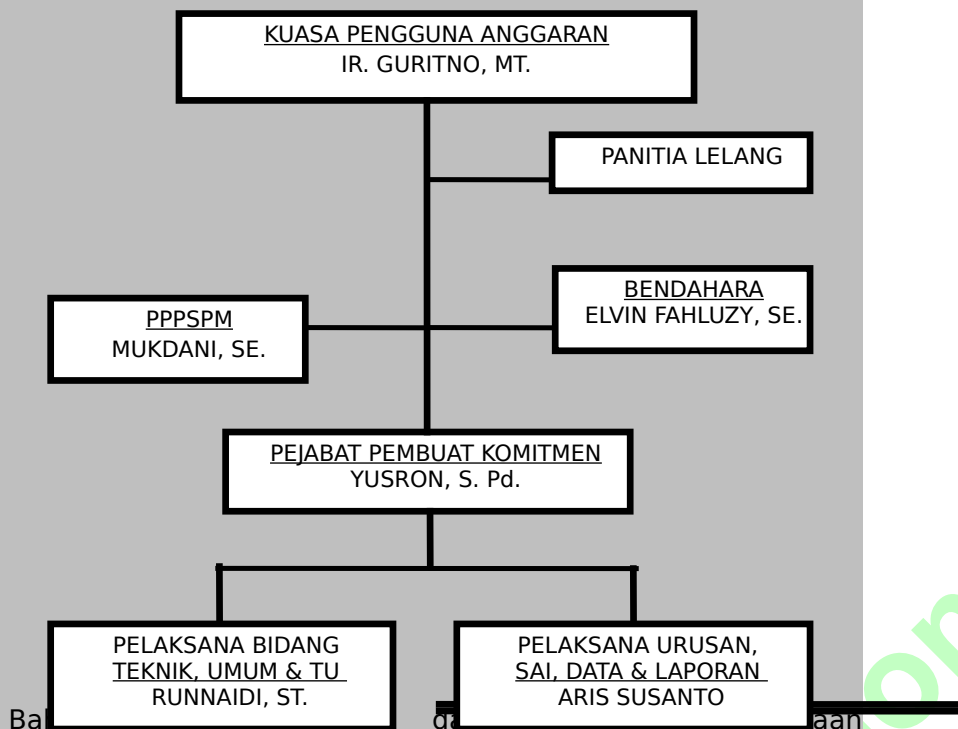 KUASA PENGGUNA ANGGARAN
IR. GURITNO, MT.
PANITIA LELANG
BENDAHARA
ELVIN FAHLUZY, SE.
PPPSPM
MUKDANI, SE.
PEJABAT PEMBUAT KOMITMEN
YUSRON, S. Pd.
PELAKSANA BIDANG
TEKNIK, UMUM & TU
RUNNAIDI, ST.
PELAKSANA URUSAN,
SAI, DATA & LAPORAN
ARIS SUSANTO